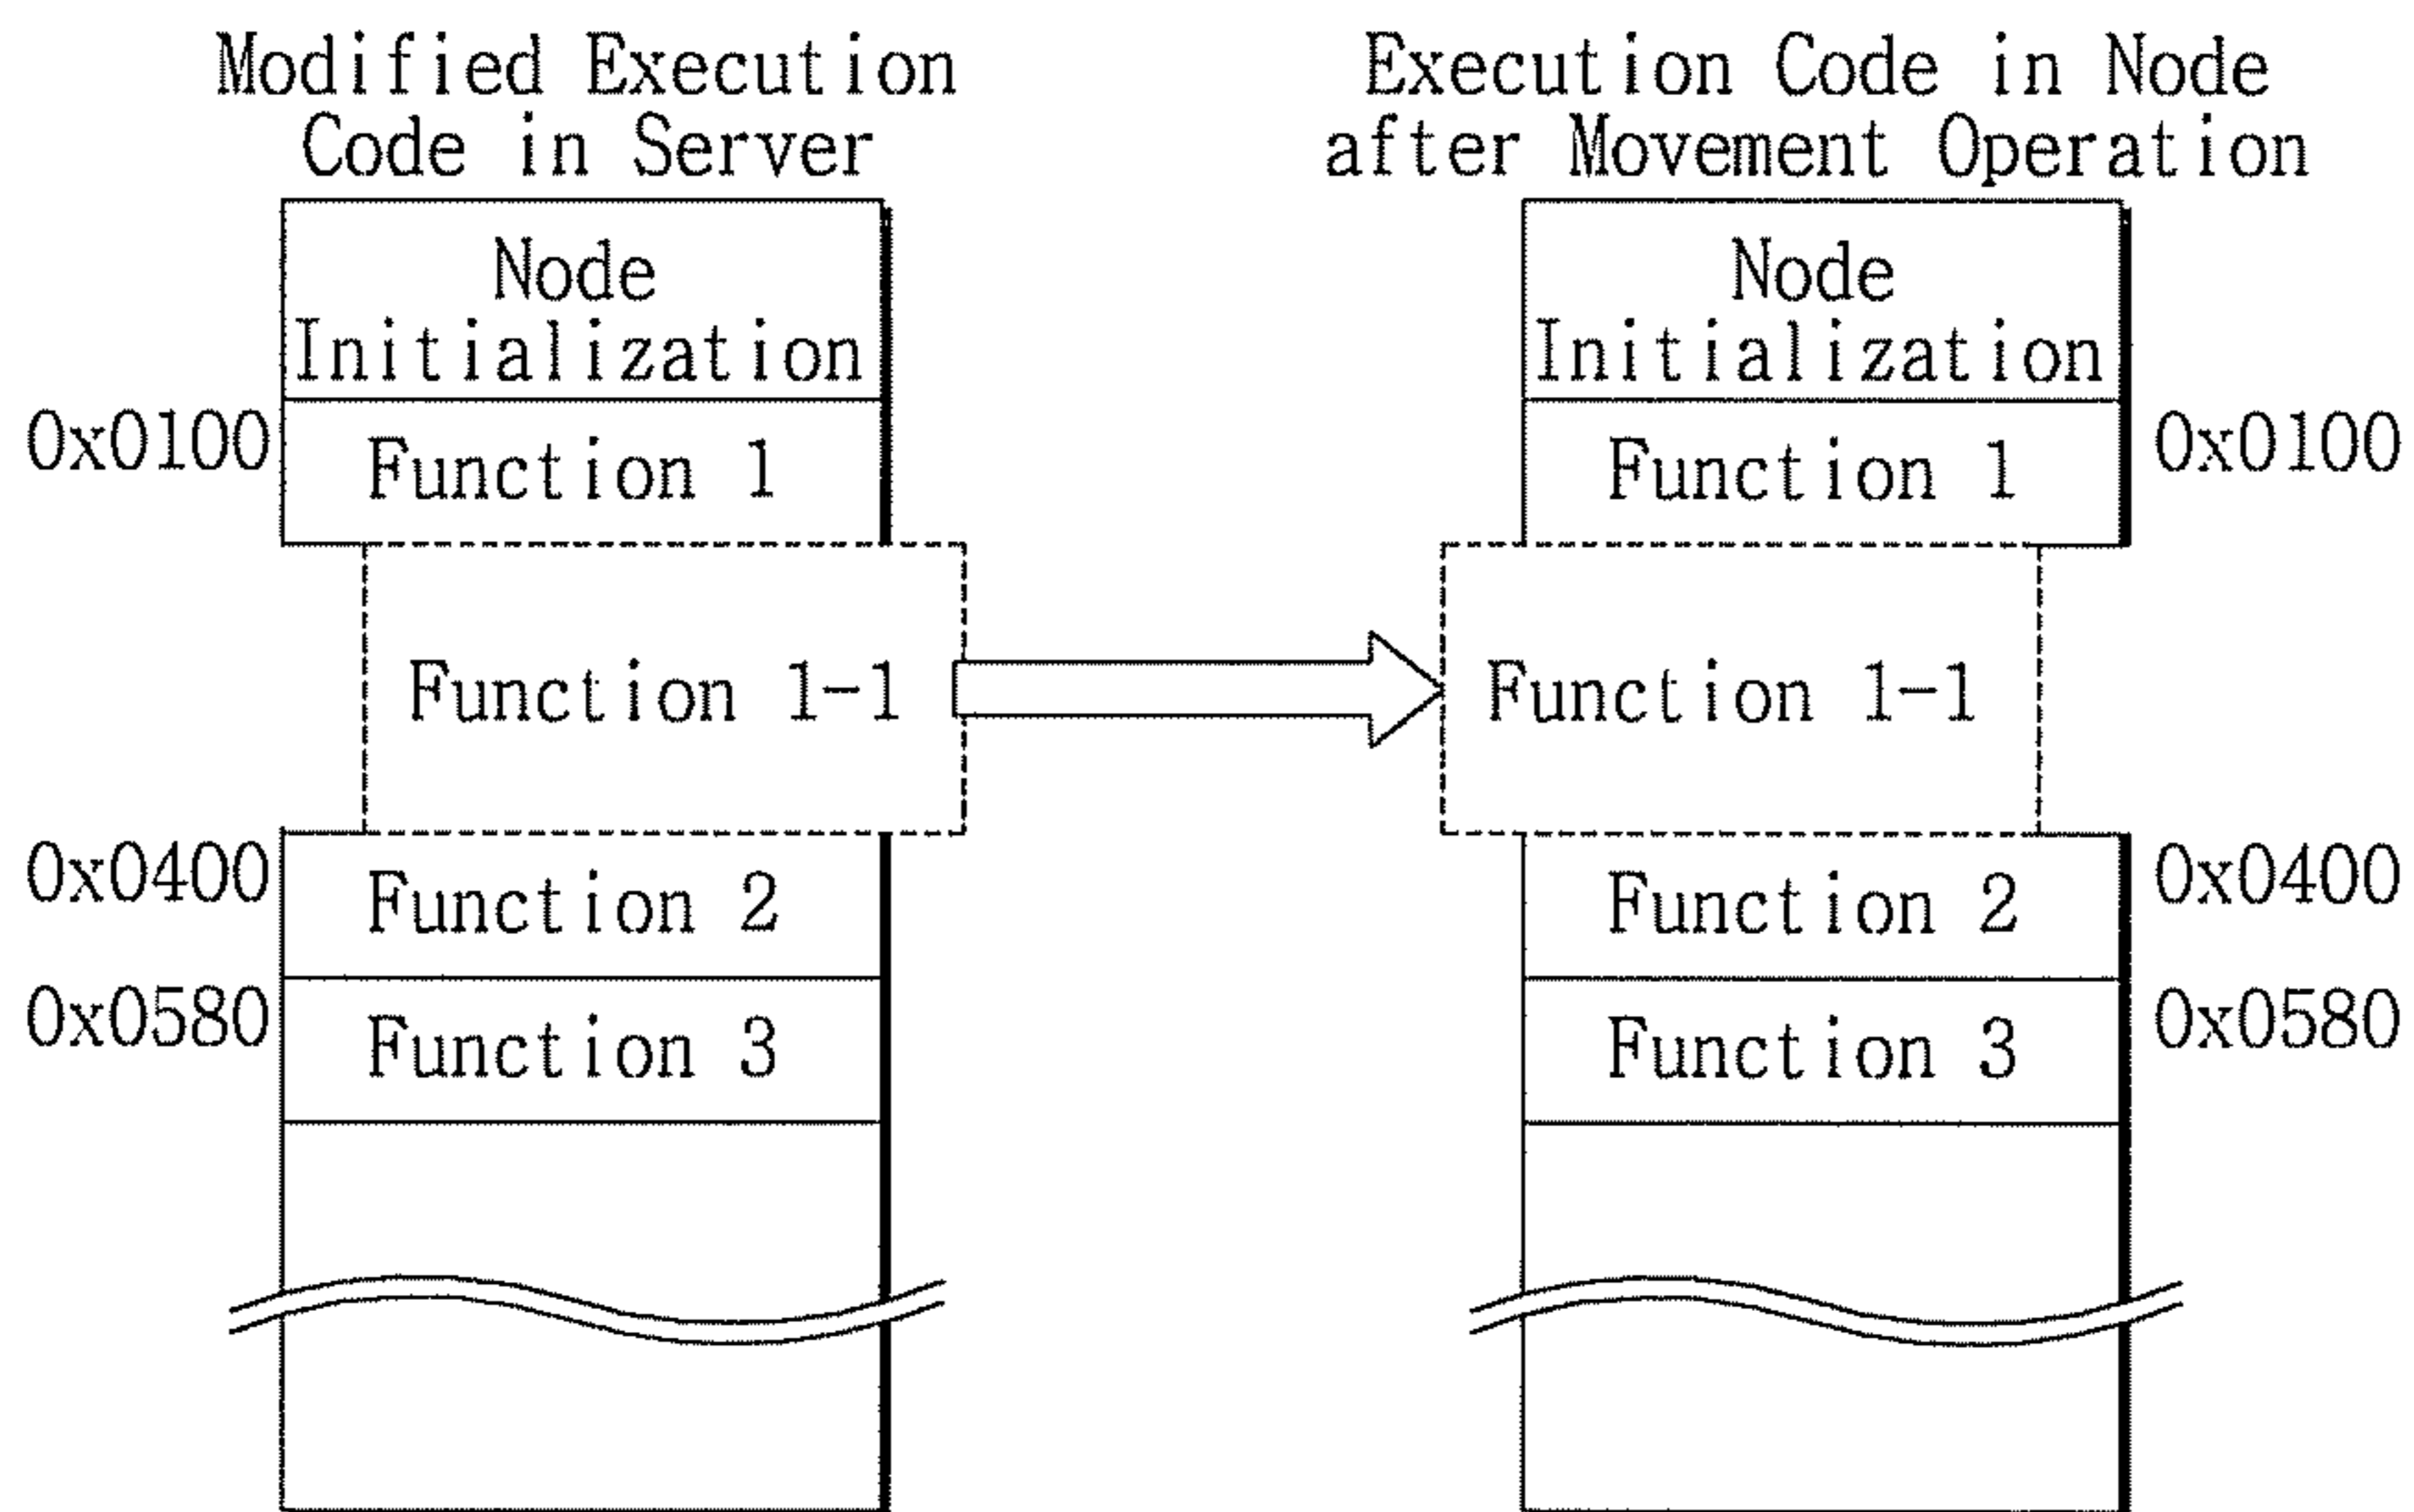 Modified Execution
Code in Server
Node
Initialization
0x0100
Function 1
Function 1-1
0x0400
Function 2
0x0580
Function 3
Execution Code in Node
after Movement Operation
Node
Initialization
Function 1
0x0100
Function 1-1
Function 2
0x0400
Function 3
0x0580